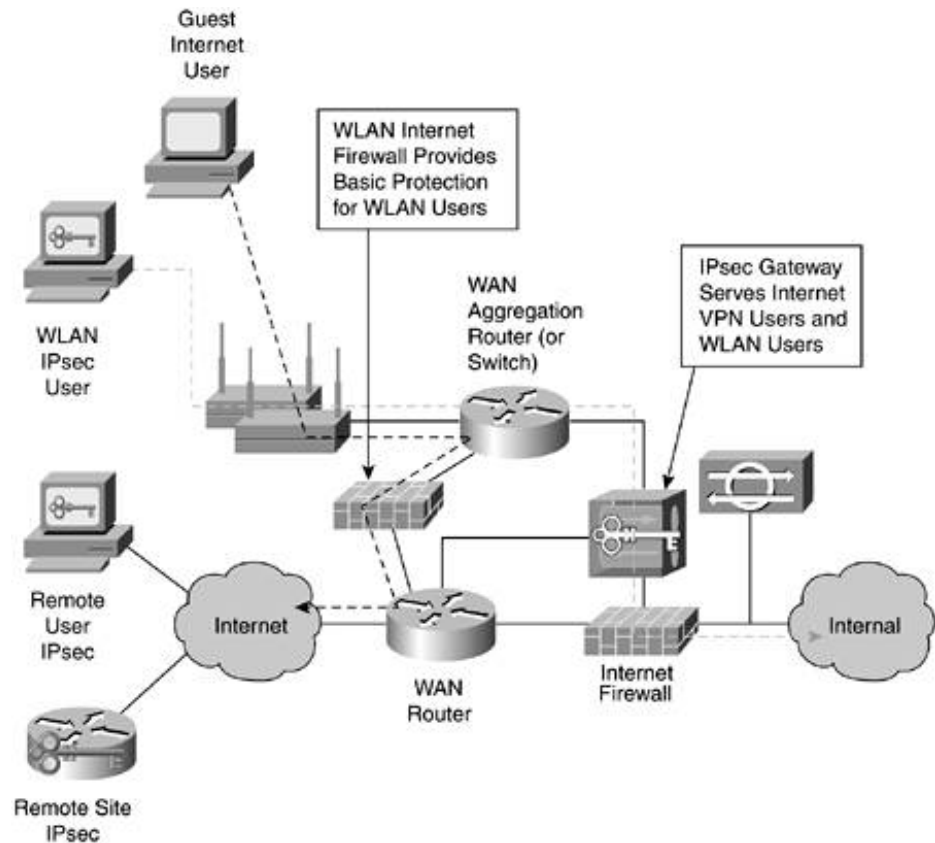 Guest
Internet
User
WLAN Internet
Firewall Provides
Basic Protection
for WLAN Users
WAN
Aggregation
Router (or
Switch)
IPsec Gateway
Serves Internet
VPN Users and
WLAN Users
WLAN
IPsec
User
Remote
User
IPsec
Internet
WAN
Router
Internet
Firewall
Internal
Remote Site
IPsec